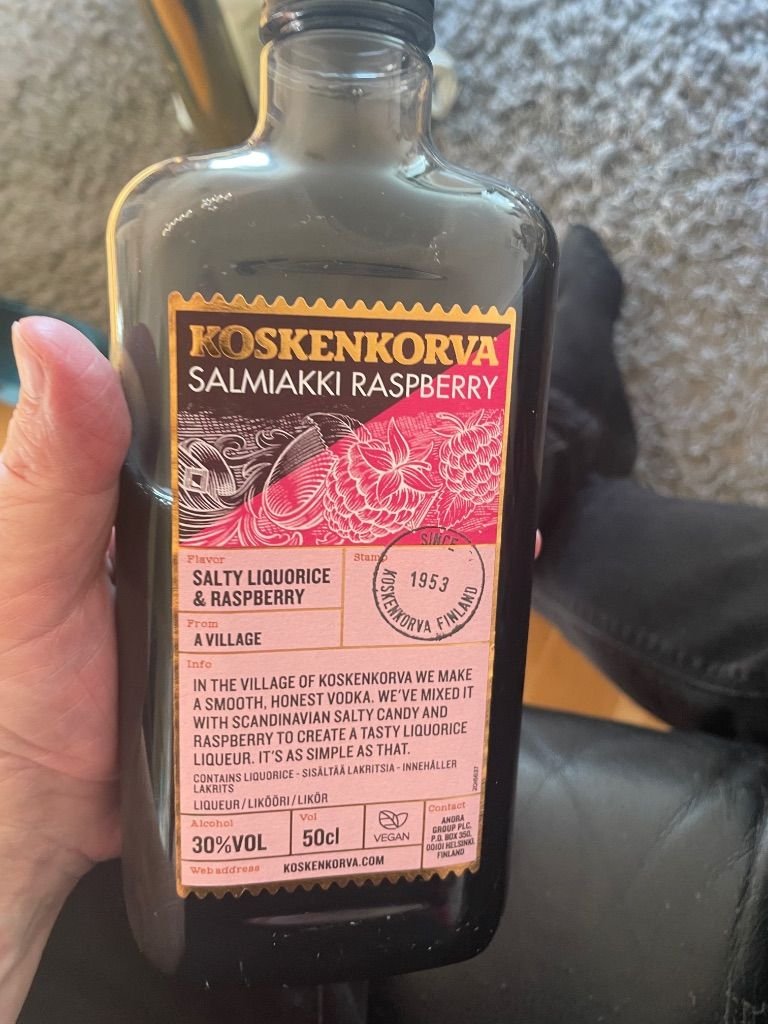 KOSKENKORVA
SALMIAKKI RASPBERRY
Flavor
SALTY LIQUORICE
& RASPBERRY
Stamp
SINCE
1953
KOSKENKORVA FINLAND
From
A VILLAGE
Info
IN THE VILLAGE OF KOSKENKORVA WE MAKE
A SMOOTH, HONEST VODKA. WE'VE MIXED IT
WITH SCANDINAVIAN SALTY CANDY AND
RASPBERRY TO CREATE A TASTY LIQUORICE
LIQUEUR. IT'S AS SIMPLE AS THAT.
CONTAINS LIQUORICE - SISÄLTÄÄ LAKRITSIA - INNEHÅLLER
LAKRITS
LIQUEUR / LIKÖÖRI / LIKÖR
Alcohol
30%VOL
Vol
50cl
VEGAN
Contact
ANORA
GROUP PLC,
P.O. BOX 350,
00101 HELSINKI,
FINLAND
Web address
KOSKENKORVA.COM